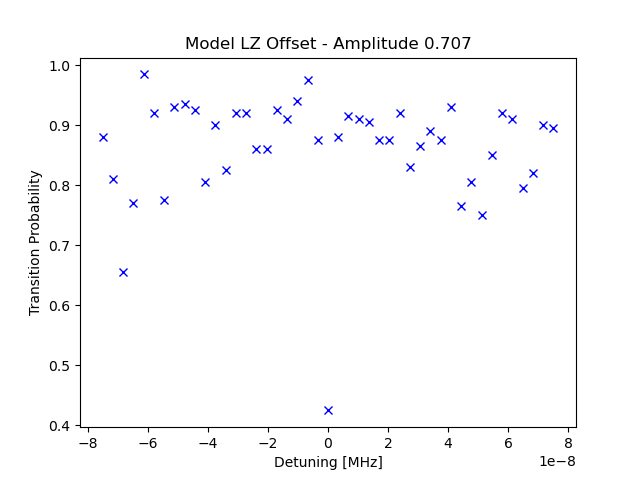 Model LZ Offset - Amplitude 0.707
Transition Probability
1.0
0.9
0.8
0.7
0.6
0.5
0.4
−8 −6 −4 −2 0 2 4 6 8
1e−8
Detuning [MHz]